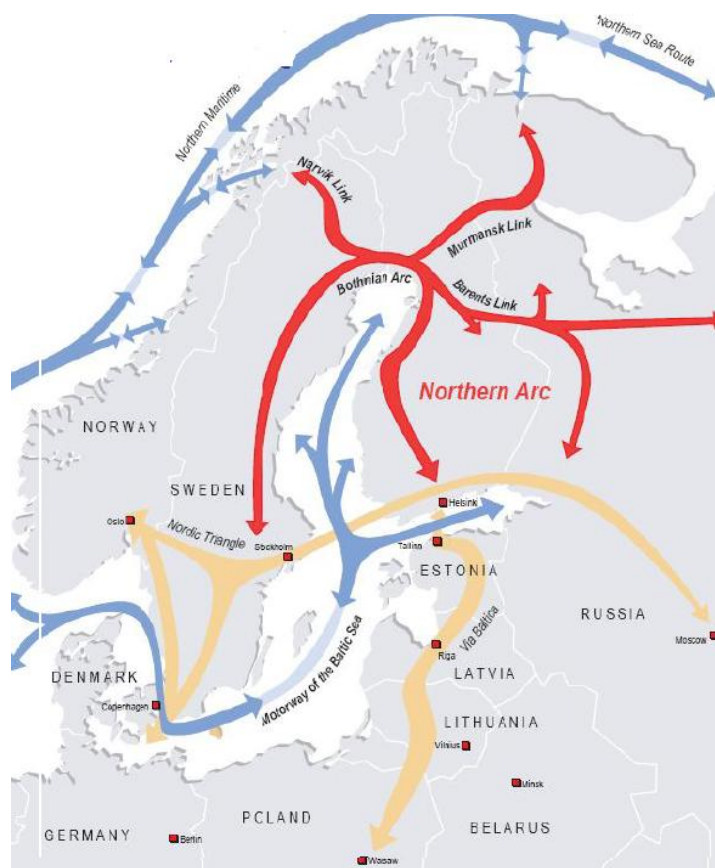 Northern Sea Route
Northern Maritime
Narvik Link
Murmansk Link
Bothnian Arc
Barents Link
Northern Arc
NORWAY
SWEDEN
Helsinki
Oslo
Nordic Triangle
Stockholm
Tallinn
ESTONIA
RUSSIA
Moscow
Via Baltica
Riga
DENMARK
LATVIA
Copenhagen
Motorway of the Baltic Sea
LITHUANIA
Vilnius
Minsk
POLAND
GERMANY
Berlin
BELARUS
Wasaw